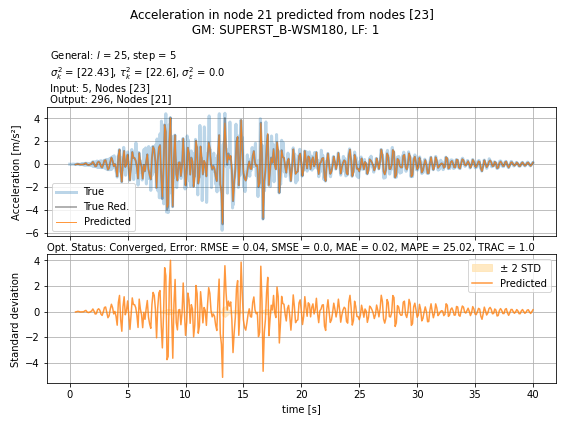 Acceleration in node 21 predicted from nodes [23]
GM: SUPERST_B-WSM180, LF: 1
General: l = 25, step = 5
σ²ₖ = [22.43], τ²ₖ = [22.6], σ²ε = 0.0
Input: 5, Nodes [23]
Output: 296, Nodes [21]
Acceleration [m/s²]
4
2
0
−2
−4
−6
True
True Red.
Predicted
Opt. Status: Converged, Error: RMSE = 0.04, SMSE = 0.0, MAE = 0.02, MAPE = 25.02, TRAC = 1.0
Standard deviation
4
2
0
−2
−4
± 2 STD
Predicted
0 5 10 15 20 25 30 35 40
time [s]